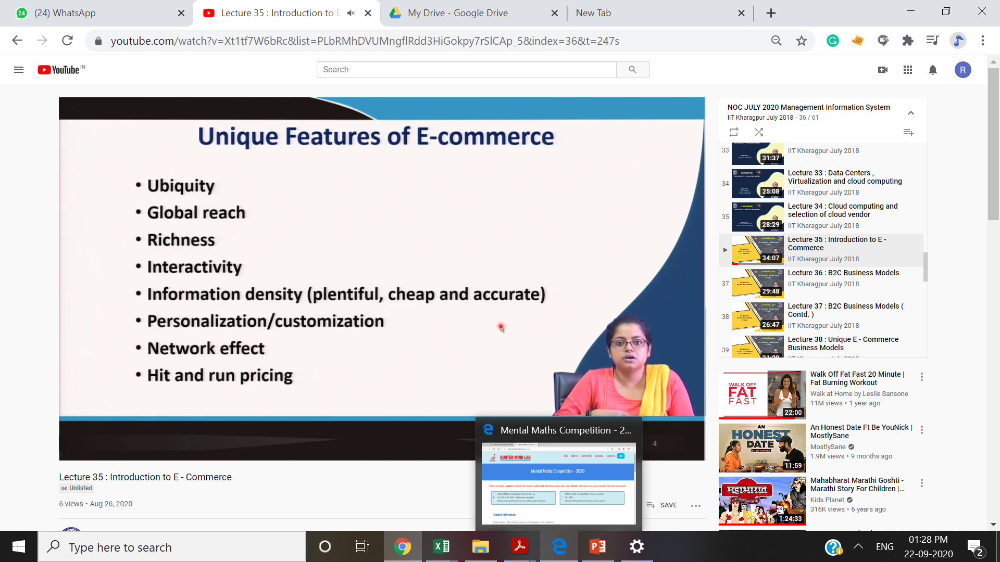 24
(24) WhatsApp
Lecture 35 : Introduction to E
My Drive - Google Drive
New Tab
youtube.com/watch?v=Xt1tf7W6bRc&list=PLbRMhDVUMngflRdd3HiGokpy7rSlCAp_5&index=36&t=247s
YouTube IN
Search
R
Unique Features of E-commerce
• Ubiquity
• Global reach
• Richness
• Interactivity
• Information density (plentiful, cheap and accurate)
• Personalization/customization
• Network effect
• Hit and run pricing
4
Lecture 35 : Introduction to E - Commerce
Unlisted
6 views • Aug 26, 2020
SAVE
NOC JULY 2020 Management Information System
IIT Kharagpur July 2018 - 36 / 61
33
31:37
IIT Kharagpur July 2018
34
25:08
Lecture 33 : Data Centers ,
Virtualization and cloud computing
IIT Kharagpur July 2018
35
28:29
Lecture 34 : Cloud computing and
selection of cloud vendor
IIT Kharagpur July 2018
34:07
Lecture 35 : Introduction to E -
Commerce
IIT Kharagpur July 2018
37
29:48
Lecture 36 : B2C Business Models
IIT Kharagpur July 2018
38
26:47
Lecture 37 : B2C Business Models (
Contd. )
IIT Kharagpur July 2018
39
Lecture 38 : Unique E - Commerce
Business Models
WALK OFF
FAT
FAST
22:00
Walk Off Fat Fast 20 Minute |
Fat Burning Workout
Walk at Home by Leslie Sansone
11M views • 1 year ago
AN
HONEST
DATE
FT. BE YOUNICK
11:59
An Honest Date Ft Be YouNick |
MostlySane
MostlySane
1.9M views • 9 months ago
महाभारात
1:24:33
Mahabharat Marathi Goshti -
Marathi Story For Children |...
Kids Planet
316K views • 6 years ago
Mental Maths Competition - 2...
IGNITED MIND LAB
Mental Maths Competition - 2020
Student Information
Type here to search
ENG
01:28 PM
22-09-2020
2